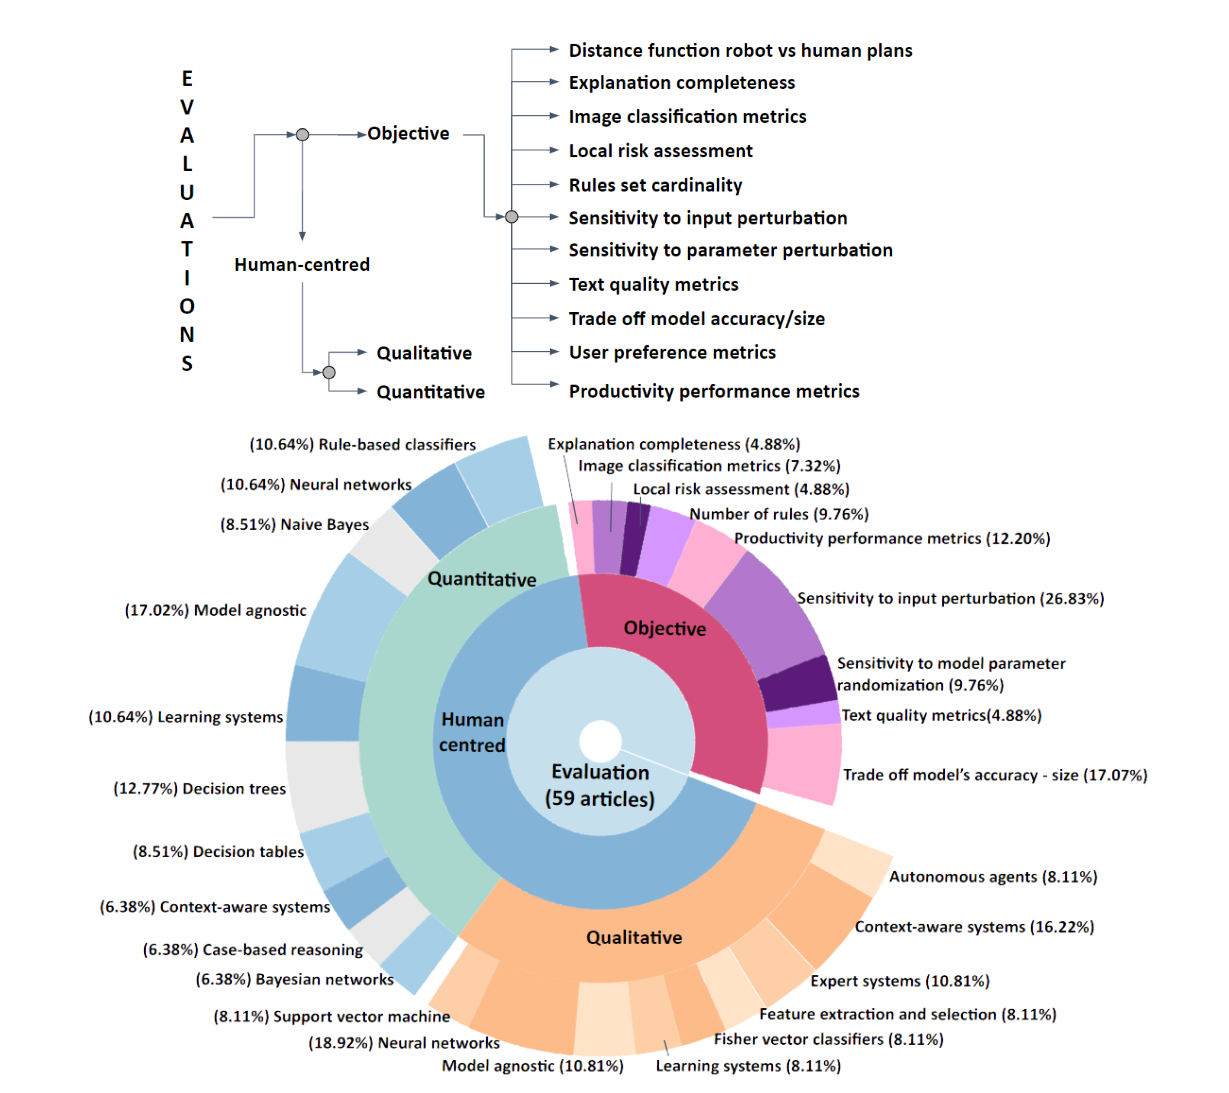 EVALUATIONS
Objective
Human-centred
Qualitative
Quantitative
Distance function robot vs human plans
Explanation completeness
Image classification metrics
Local risk assessment
Rules set cardinality
Sensitivity to input perturbation
Sensitivity to parameter perturbation
Text quality metrics
Trade off model accuracy/size
User preference metrics
Productivity performance metrics
(10.64%) Rule-based classifiers
(10.64%) Neural networks
(8.51%) Naive Bayes
(17.02%) Model agnostic
(10.64%) Learning systems
(12.77%) Decision trees
(8.51%) Decision tables
(6.38%) Context-aware systems
(6.38%) Case-based reasoning
(6.38%) Bayesian networks
Explanation completeness (4.88%)
Image classification metrics (7.32%)
Local risk assessment (4.88%)
Number of rules (9.76%)
Productivity performance metrics (12.20%)
Sensitivity to input perturbation (26.83%)
Sensitivity to model parameter
randomization (9.76%)
Text quality metrics(4.88%)
Trade off model's accuracy - size (17.07%)
Quantitative
Objective
Human
centred
Evaluation
(59 articles)
Qualitative
Autonomous agents (8.11%)
Context-aware systems (16.22%)
Expert systems (10.81%)
Feature extraction and selection (8.11%)
Fisher vector classifiers (8.11%)
Learning systems (8.11%)
Model agnostic (10.81%)
(18.92%) Neural networks
(8.11%) Support vector machine